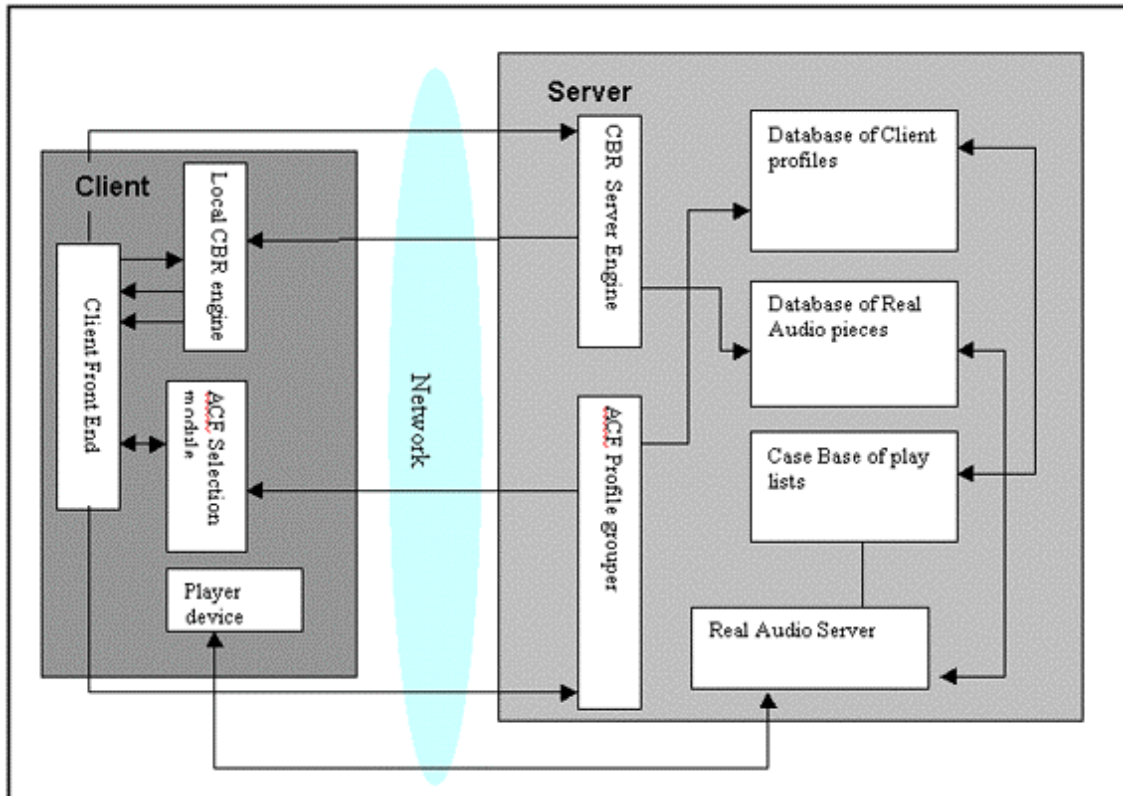 Server
Client
Client Front End
Local CBR engine
ACF Selection
module
Player
device
Network
CBR Server Engine
ACF Profile grouper
Database of Client
profiles
Database of Real
Audio pieces
Case Base of play
lists
Real Audio Server